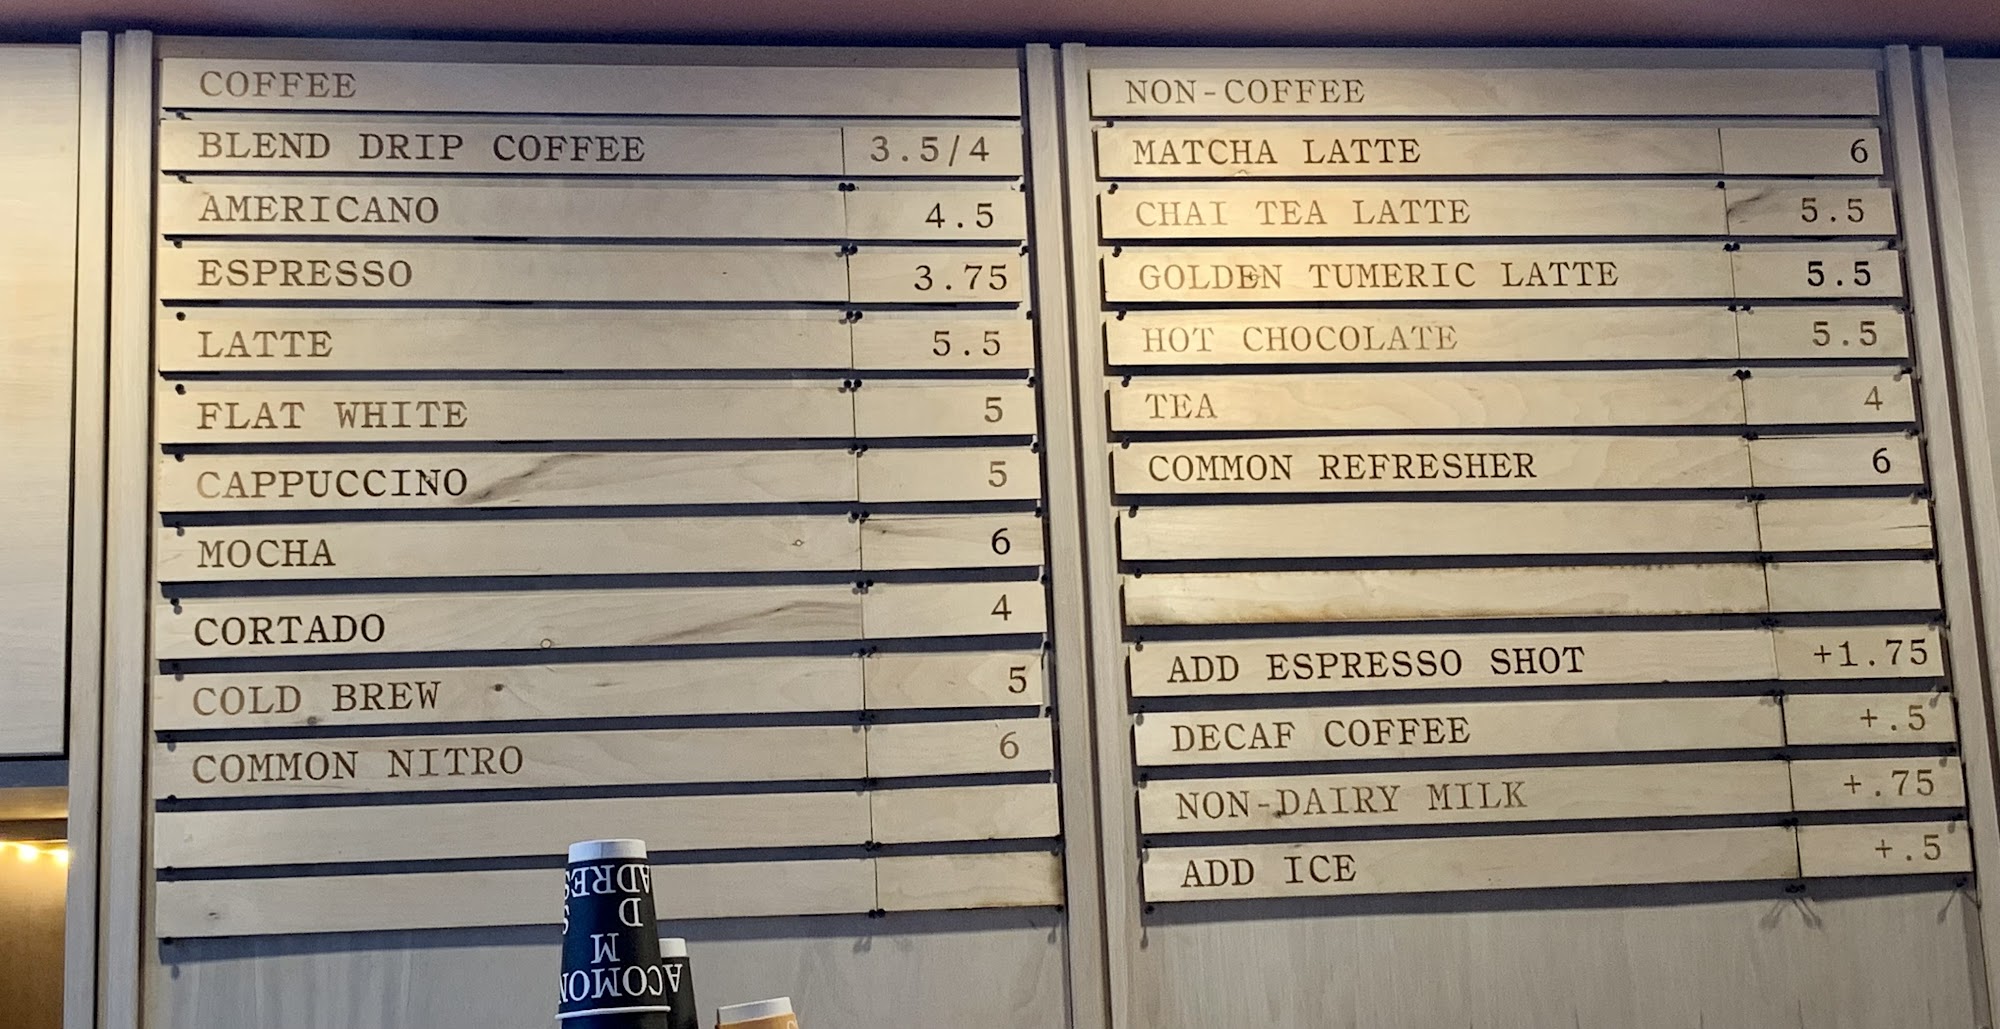 COFFEE
BLEND DRIP COFFEE 3.5/4
AMERICANO 4.5
ESPRESSO 3.75
LATTE 5.5
FLAT WHITE 5
CAPPUCCINO 5
MOCHA 6
CORTADO 4
COLD BREW 5
COMMON NITRO 6
NON-COFFEE
MATCHA LATTE 6
CHAI TEA LATTE 5.5
GOLDEN TUMERIC LATTE 5.5
HOT CHOCOLATE 5.5
TEA 4
COMMON REFRESHER 6
ADD ESPRESSO SHOT +1.75
DECAF COFFEE +.5
NON-DAIRY MILK +.75
ADD ICE +.5
ACOMON
M
D
ADRES